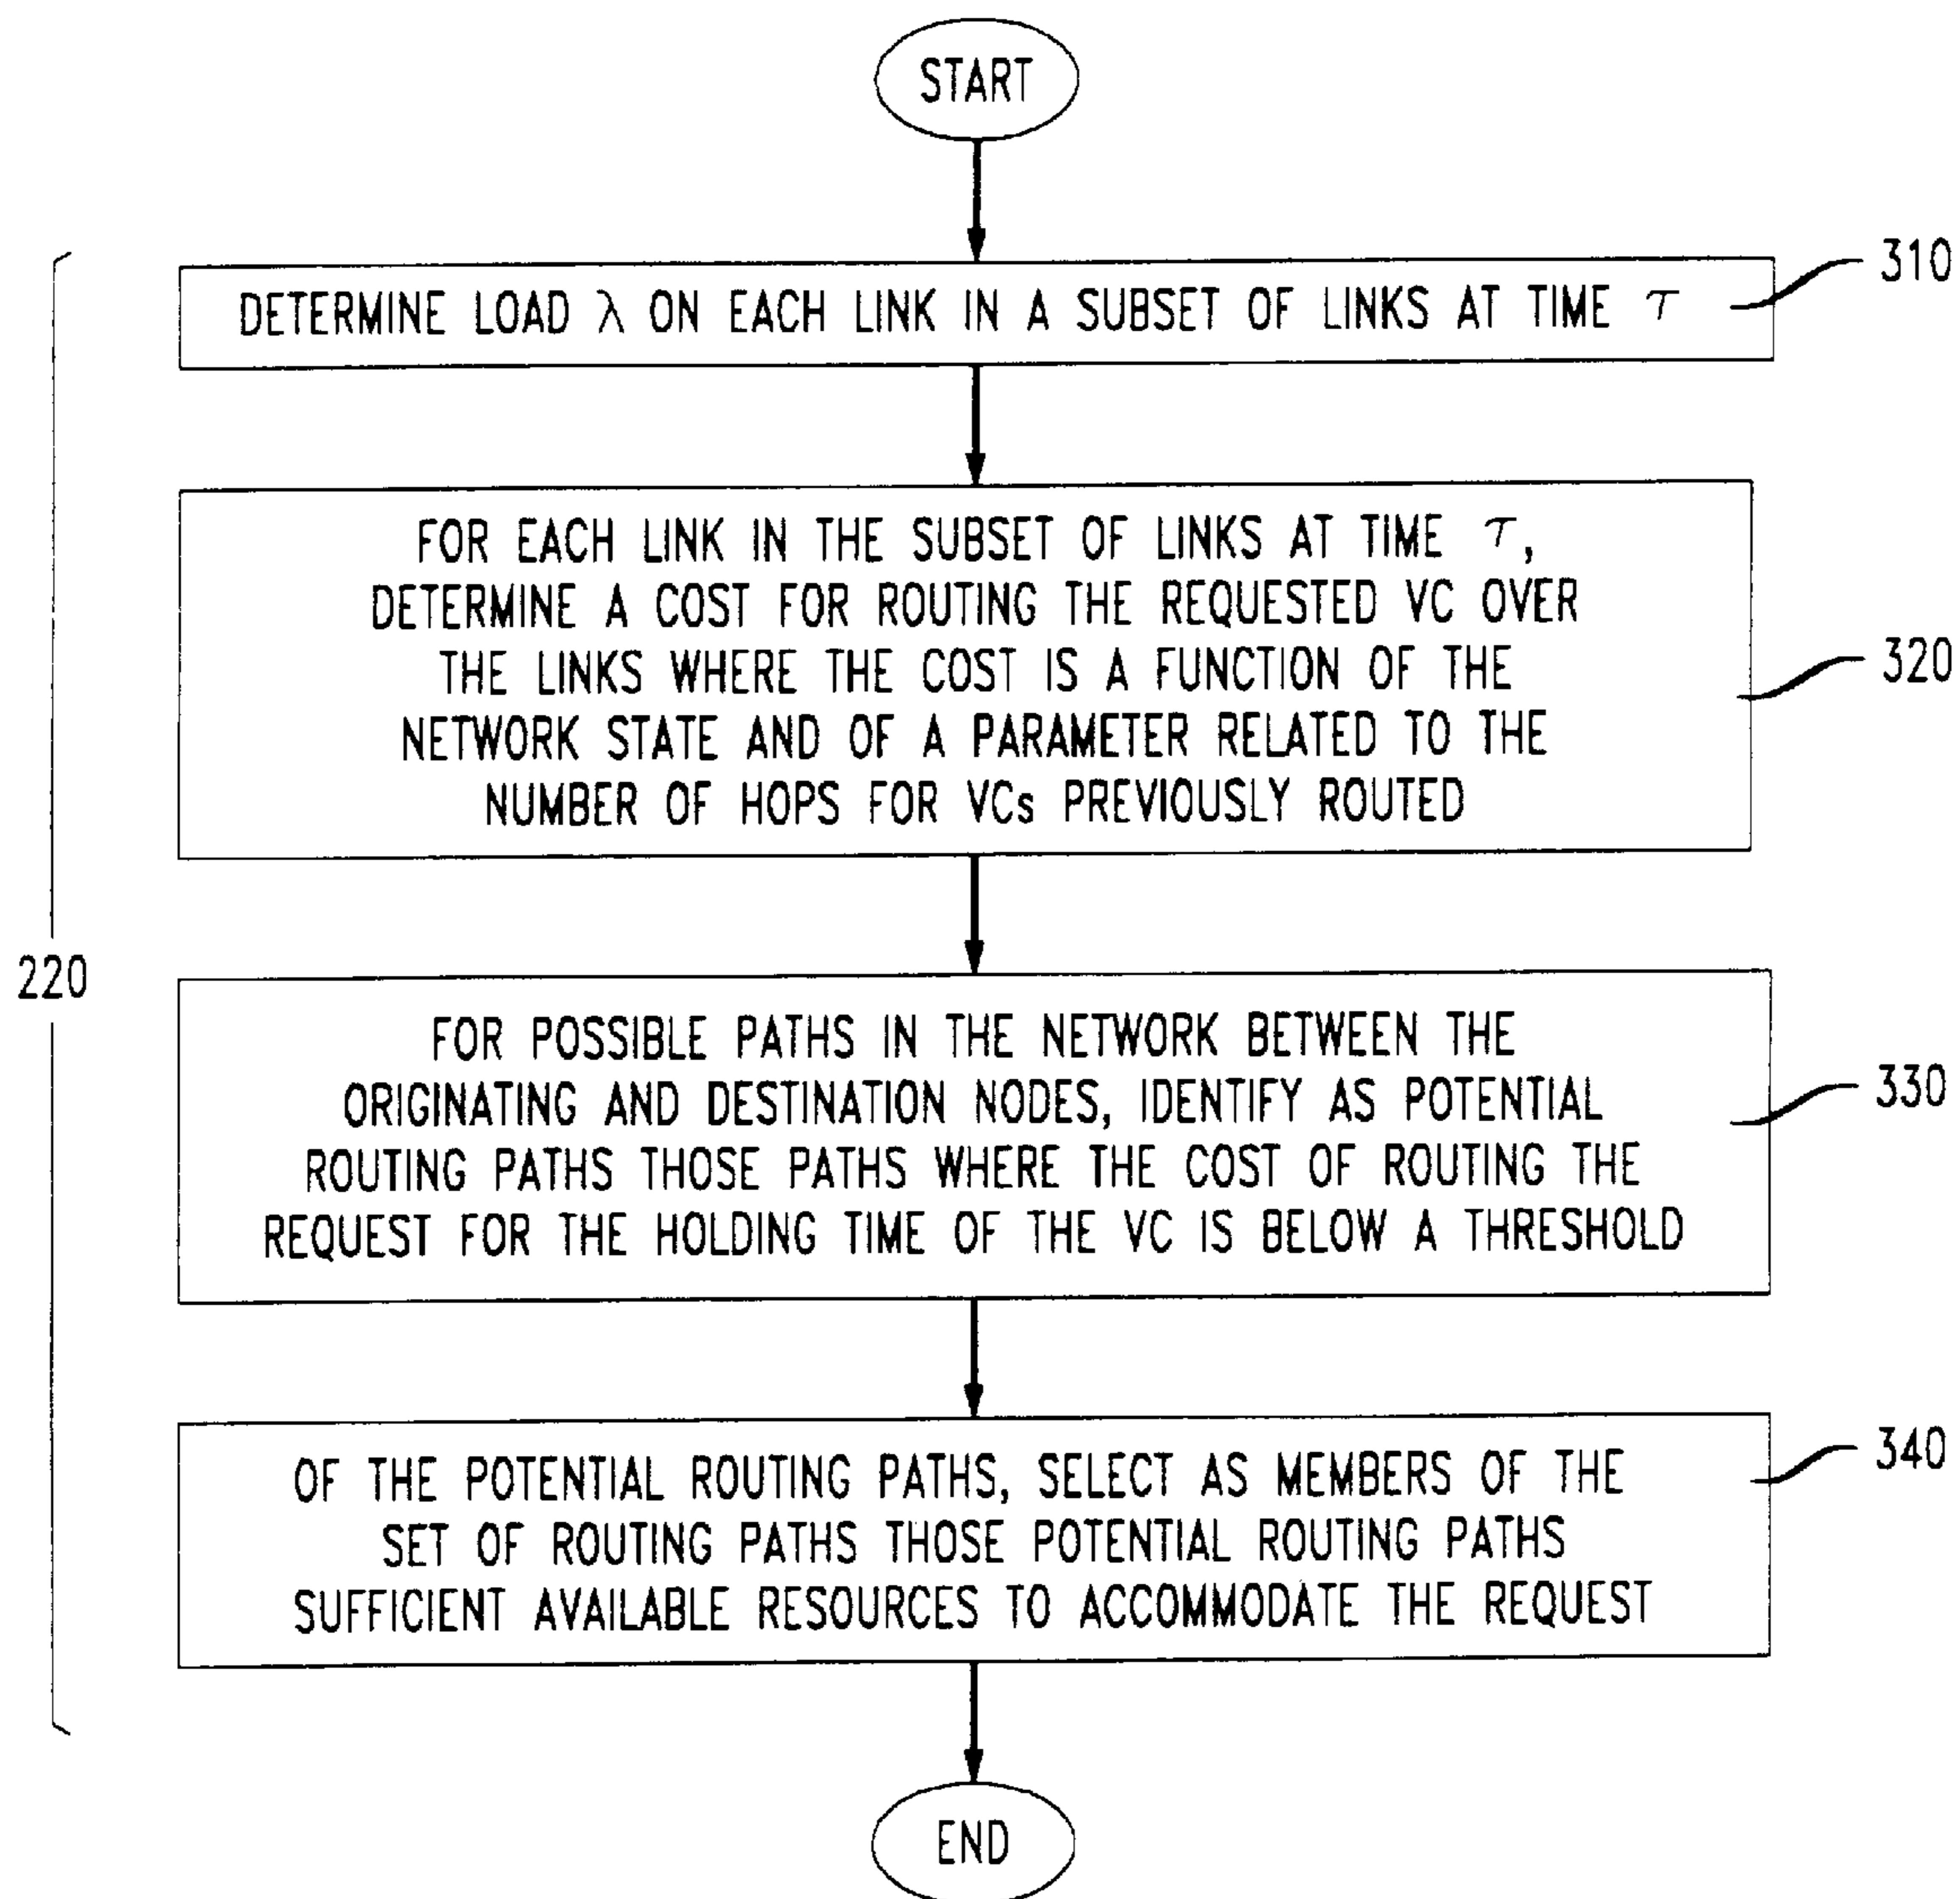 START
310
DETERMINE LOAD λ ON EACH LINK IN A SUBSET OF LINKS AT TIME τ
FOR EACH LINK IN THE SUBSET OF LINKS AT TIME τ,
DETERMINE A COST FOR ROUTING THE REQUESTED VC OVER
THE LINKS WHERE THE COST IS A FUNCTION OF THE
NETWORK STATE AND OF A PARAMETER RELATED TO THE
NUMBER OF HOPS FOR VCs PREVIOUSLY ROUTED
320
220
FOR POSSIBLE PATHS IN THE NETWORK BETWEEN THE
ORIGINATING AND DESTINATION NODES, IDENTIFY AS POTENTIAL
ROUTING PATHS THOSE PATHS WHERE THE COST OF ROUTING THE
REQUEST FOR THE HOLDING TIME OF THE VC IS BELOW A THRESHOLD
330
OF THE POTENTIAL ROUTING PATHS, SELECT AS MEMBERS OF THE
SET OF ROUTING PATHS THOSE POTENTIAL ROUTING PATHS
SUFFICIENT AVAILABLE RESOURCES TO ACCOMMODATE THE REQUEST
340
END